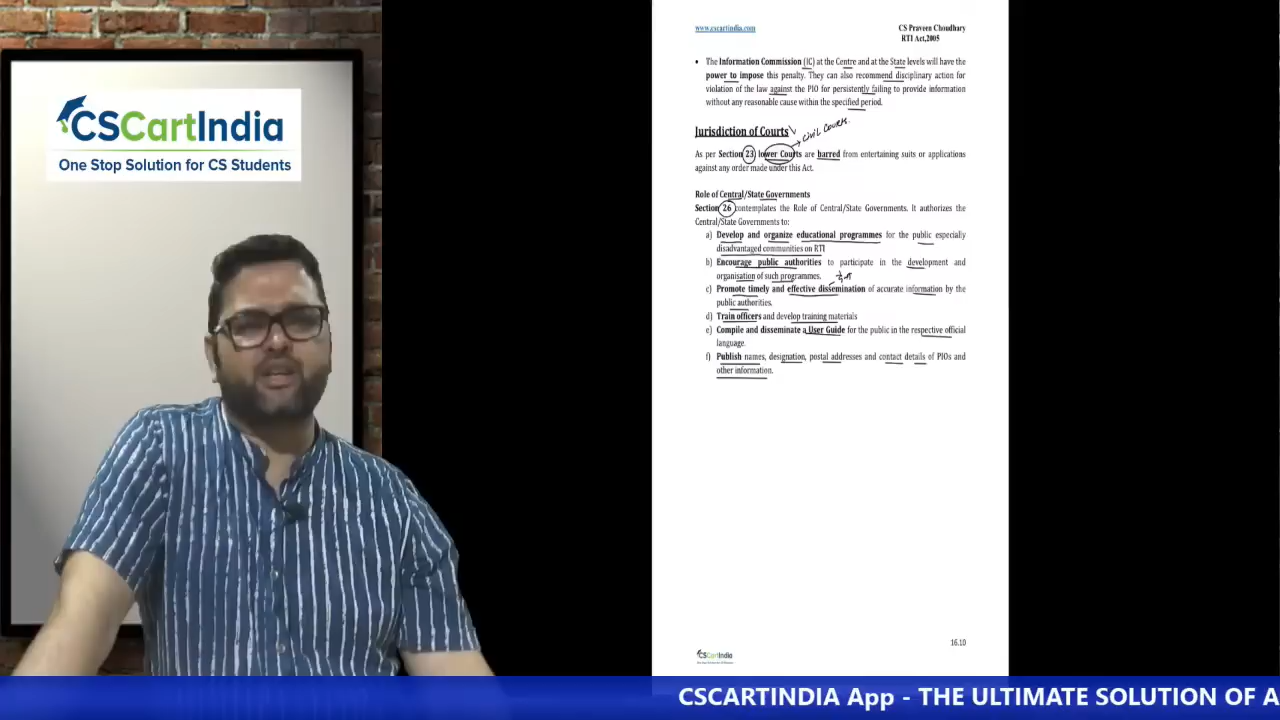 CSCartIndia
One Stop Solution for CS Students
www.cscartindia.com
CS Praveen Choudhary
RTI Act,2005
• The Information Commission (IC) at the Centre and at the State levels will have the
power to impose this penalty. They can also recommend disciplinary action for
violation of the law against the PIO for persistently failing to provide information
without any reasonable cause within the specified period.
Jurisdiction of Courts
civil courts.
As per Section 23 lower Courts are barred from entertaining suits or applications
against any order made under this Act.
Role of Central/State Governments
Section 26 contemplates the Role of Central/State Governments. It authorizes the
Central/State Governments to:
a) Develop and organize educational programmes for the public especially
disadvantaged communities on RTI
b) Encourage public authorities to participate in the development and
organisation of such programmes.
c) Promote timely and effective dissemination of accurate information by the
public authorities.
d) Train officers and develop training materials
e) Compile and disseminate a User Guide for the public in the respective official
language.
f) Publish names, designation, postal addresses and contact details of PIOs and
other information.
16.10
CSCartIndia
CSCARTINDIA App - THE ULTIMATE SOLUTION OF A